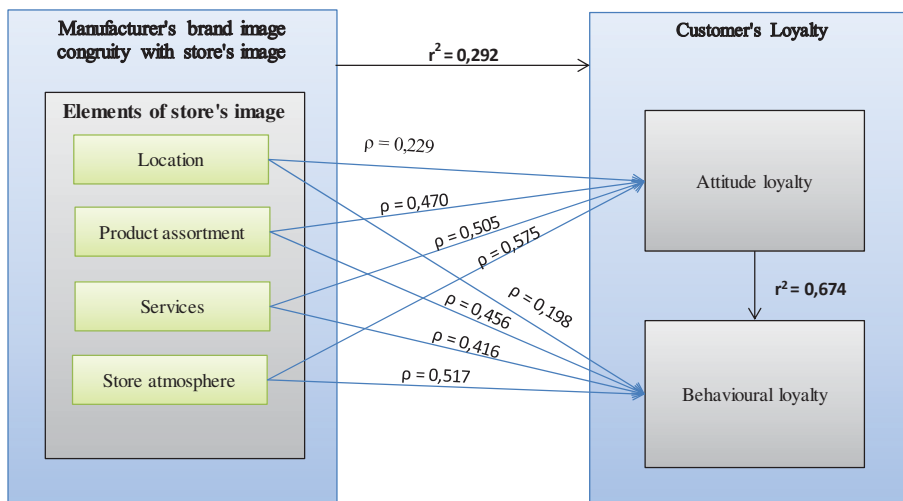 Manufacturer's brand image
congruity with store's image
Customer's Loyalty
r² = 0,292
Elements of store's image
Location
Product assortment
Services
Store atmosphere
ρ = 0,229
ρ = 0,470
ρ = 0,505
ρ = 0,575
ρ = 0,198
ρ = 0,456
ρ = 0,416
ρ = 0,517
Attitude loyalty
r² = 0,674
Behavioural loyalty